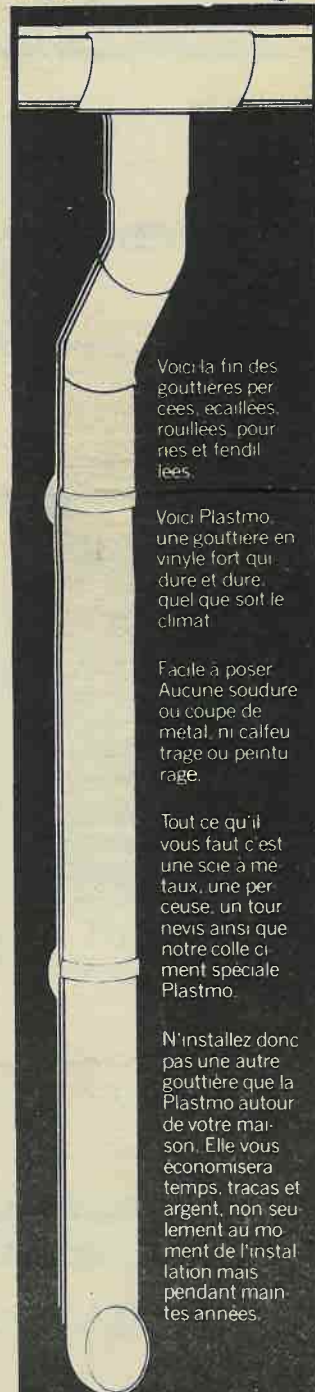 Voici la fin des
gouttières per
cées, écaillées,
rouillées, pour
ries et fendil
lées.
Voici Plastmo,
une gouttière en
vinyle fort qui
dure et dure,
quel que soit le
climat
Facile à poser
Aucune soudure
ou coupe de
métal, ni calfeu
trage ou peintu
rage.
Tout ce qu'il
vous faut c'est
une scie à mé
taux, une per
ceuse, un tour
nevis ainsi que
notre colle ci
ment spéciale
Plastmo.
N'installez donc
pas une autre
gouttière que la
Plastmo autour
de votre mai-
son. Elle vous
économisera
temps, tracas et
argent, non seu
lement au mo
ment de l'instal
lation mais
pendant main
tes années.